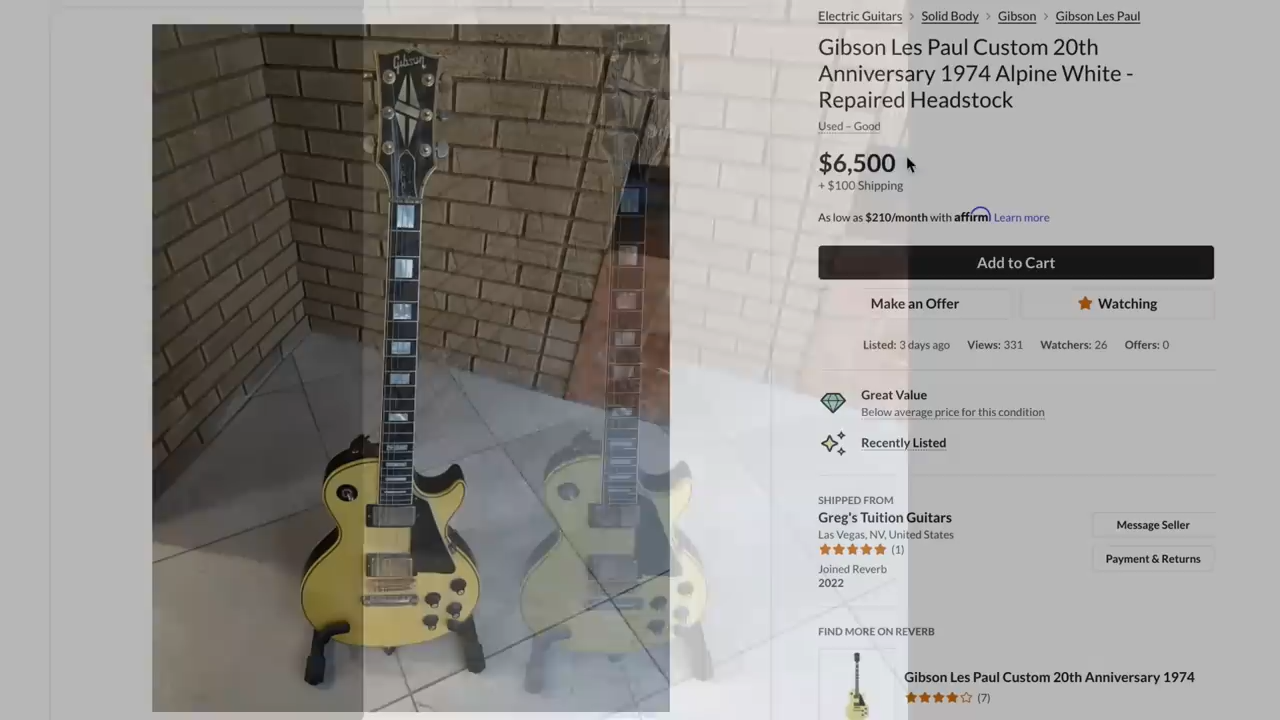 Electric Guitars > Solid Body > Gibson > Gibson Les Paul
Gibson Les Paul Custom 20th
Anniversary 1974 Alpine White -
Repaired Headstock
Used – Good
$6,500
+ $100 Shipping
As low as $210/month with affirm Learn more
Add to Cart
Make an Offer
Watching
Listed: 3 days ago Views: 331 Watchers: 26 Offers: 0
Great Value
Below average price for this condition
Recently Listed
SHIPPED FROM
Greg's Tuition Guitars
Las Vegas, NV, United States
(1)
Joined Reverb
2022
Message Seller
Payment & Returns
FIND MORE ON REVERB
Gibson Les Paul Custom 20th Anniversary 1974
(7)
Gibson
Gibson